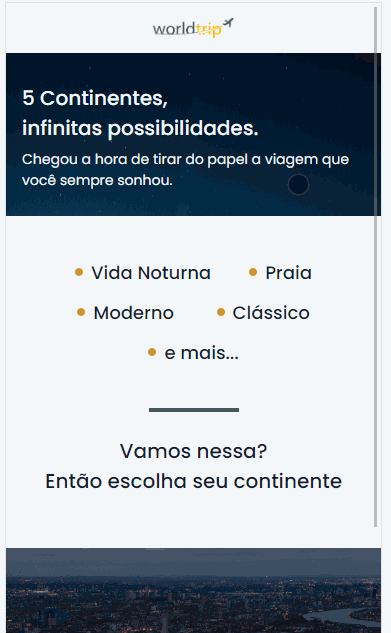 worldtrip
5 Continentes,
infinitas possibilidades.
Chegou a hora de tirar do papel a viagem que
você sempre sonhou.
Vida Noturna
Praia
Moderno
Clássico
e mais...
Vamos nessa?
Então escolha seu continente